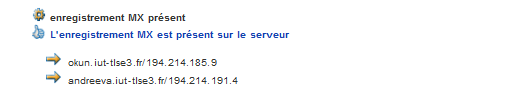 enregistrement MX présent
L'enregistrement MX est présent sur le serveur
okun.iut-tlse3.fr/194.214.185.9
andreeva.iut-tlse3.fr/194.214.191.4